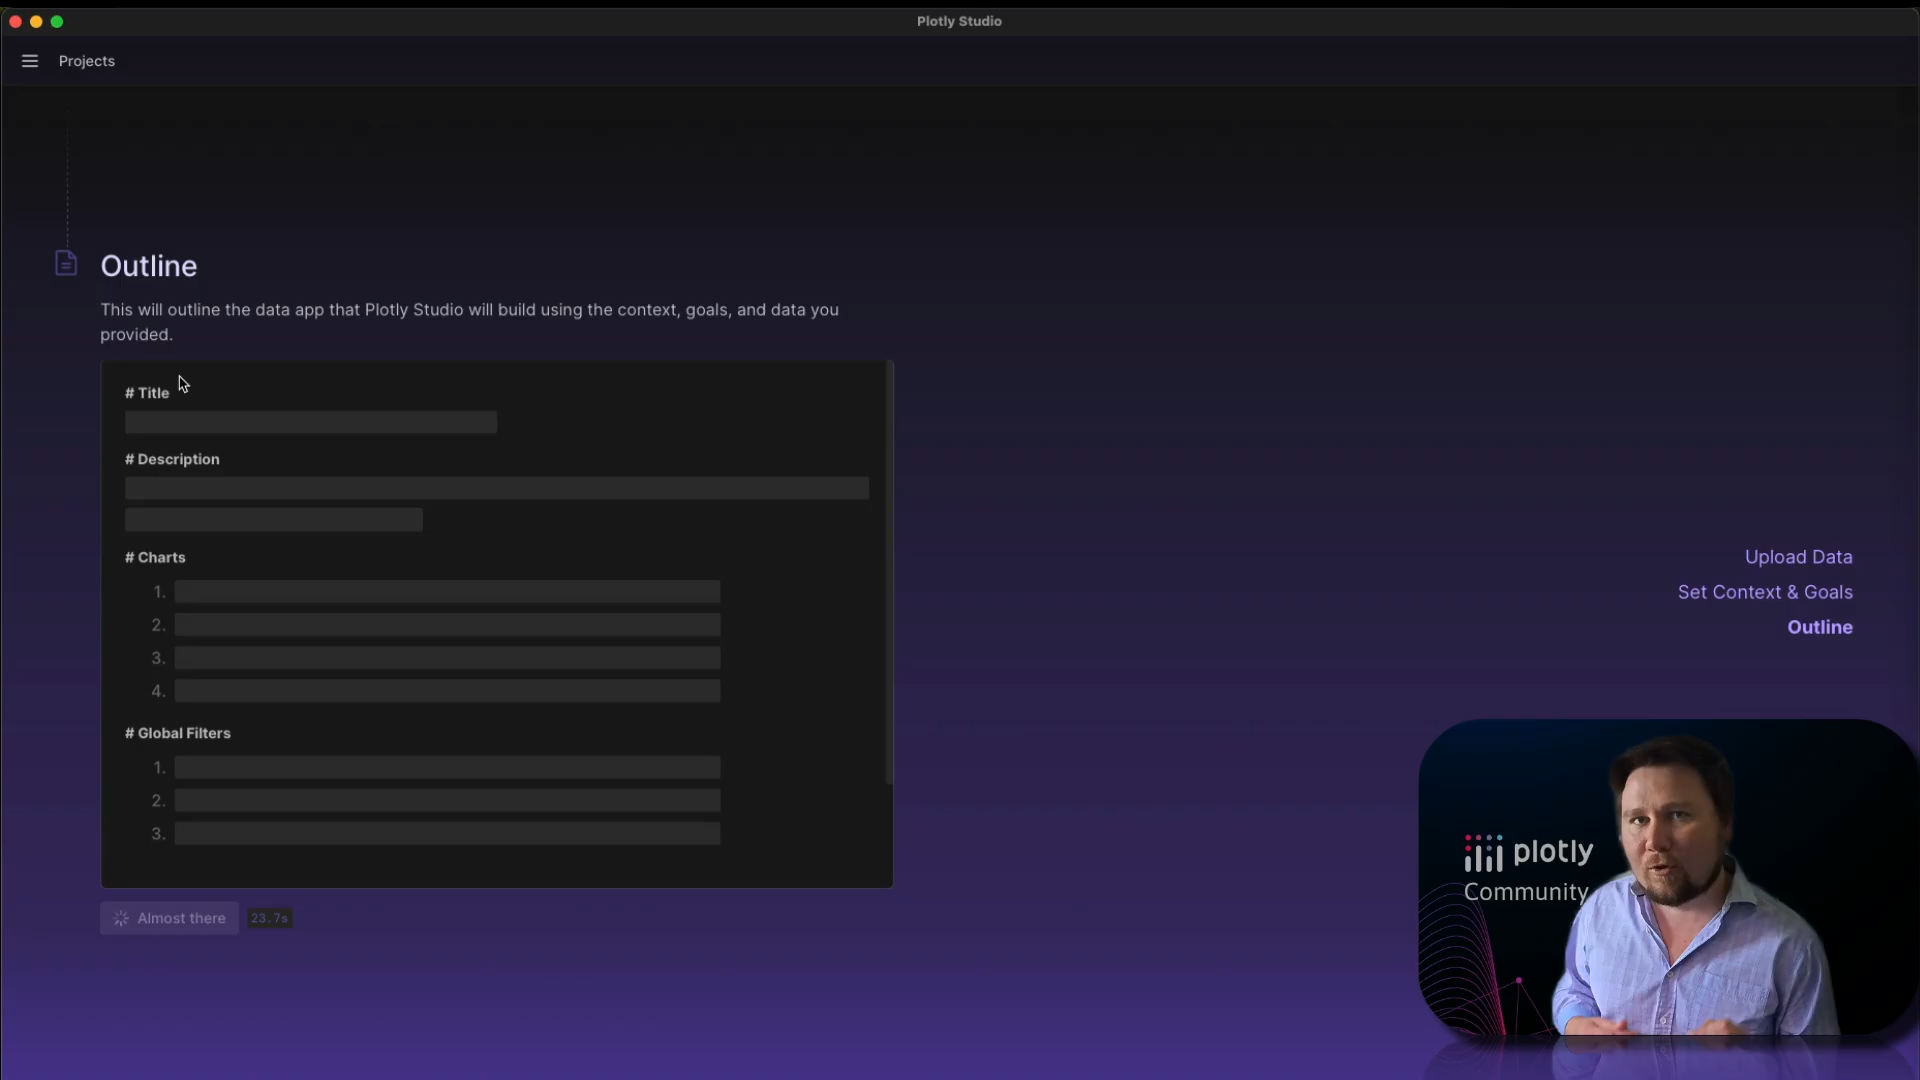 Plotly Studio
Projects
Outline
This will outline the data app that Plotly Studio will build using the context, goals, and data you
provided.
# Title
# Description
# Charts
1.
2.
3.
4.
# Global Filters
1.
2.
3.
Almost there 23.7s
Upload Data
Set Context & Goals
Outline
plotly
Community